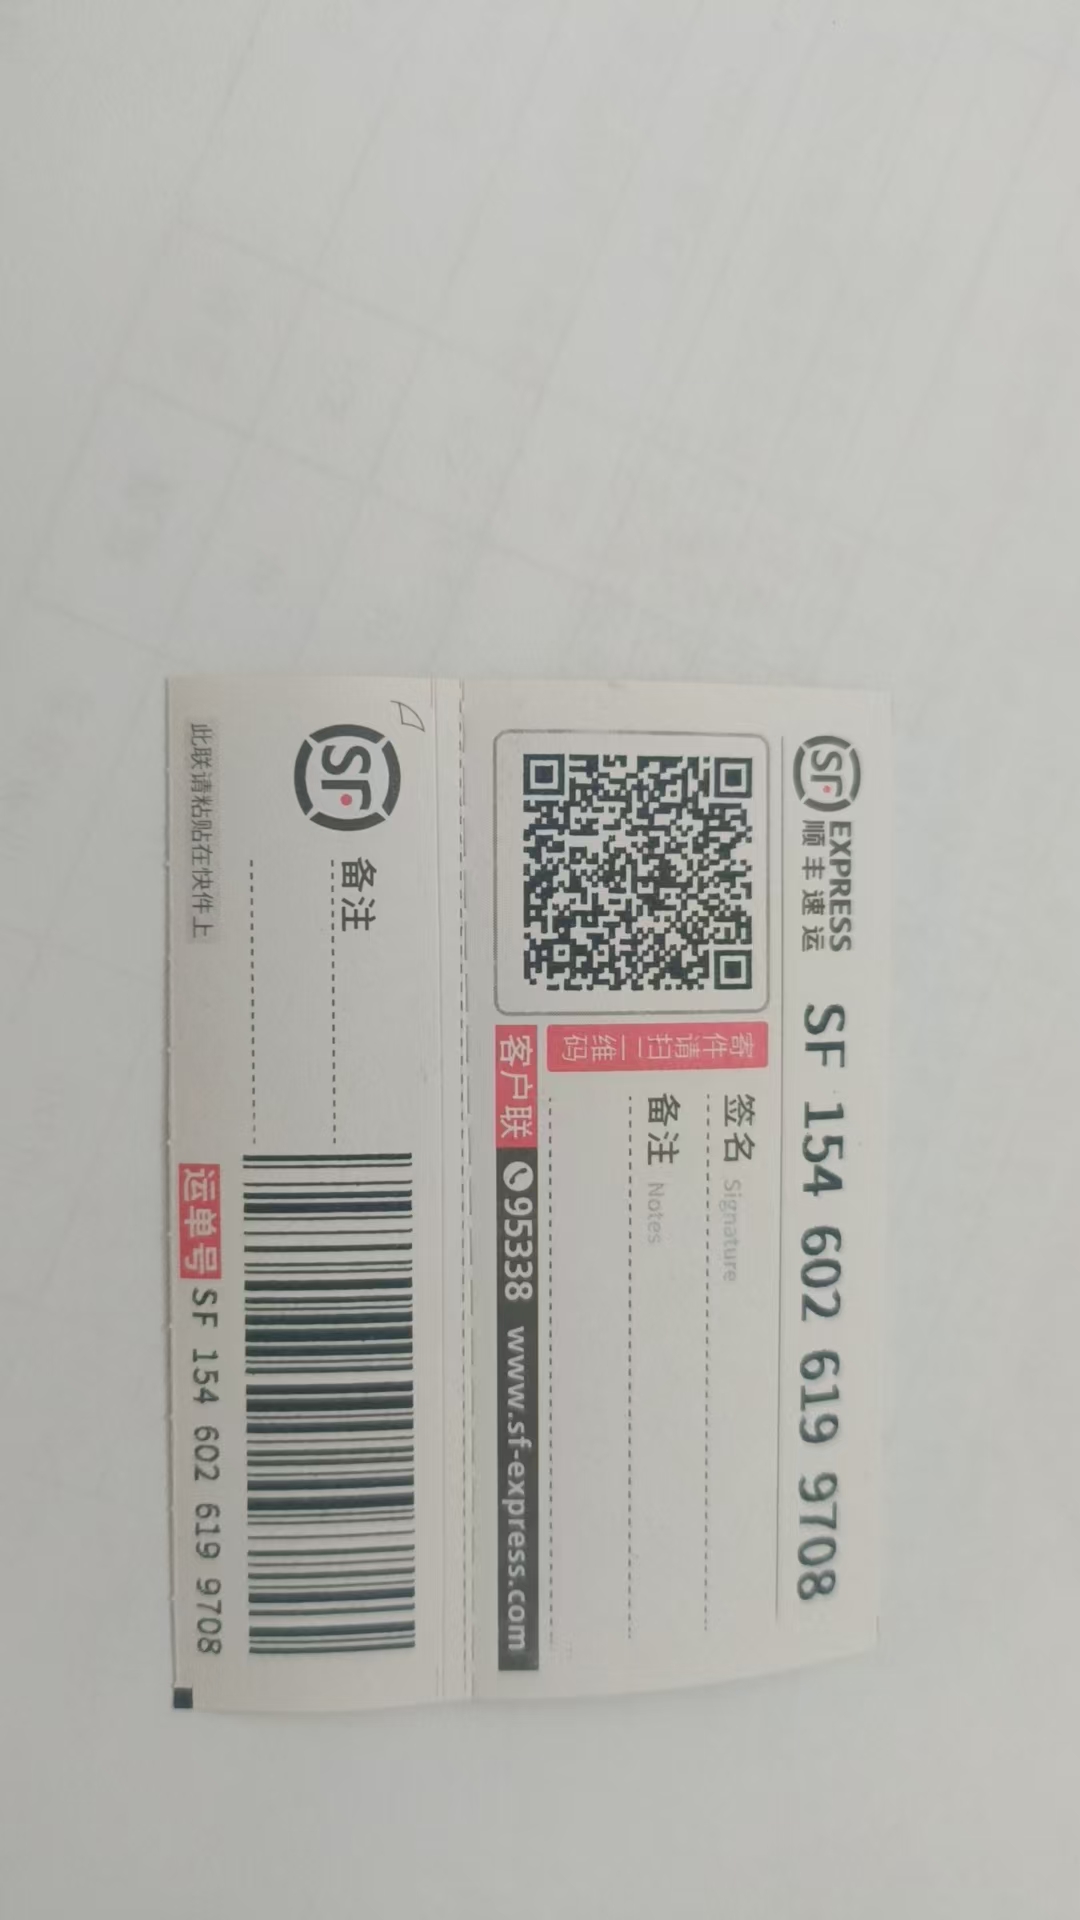 SF EXPRESS
顺丰速运
SF 154 602 619 9708
签名 Signature
备注 Notes
寄件请扫二维码
客户联 95338 www.sf-express.com
SF
备注
此联请粘贴在快件上
运单号 SF 154 602 619 9708